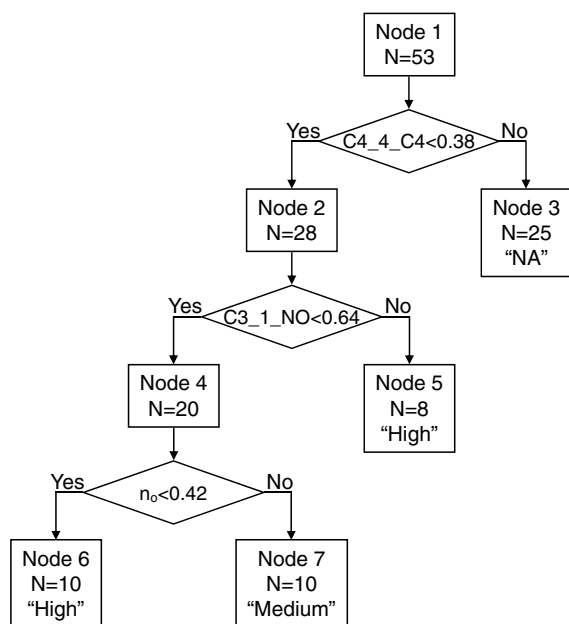 Node 1
N=53
Yes
C4_4_C4<0.38
No
Node 2
N=28
Node 3
N=25
“NA”
Yes
C3_1_NO<0.64
No
Node 4
N=20
Node 5
N=8
“High”
Yes
nₒ<0.42
No
Node 6
N=10
“High”
Node 7
N=10
“Medium”